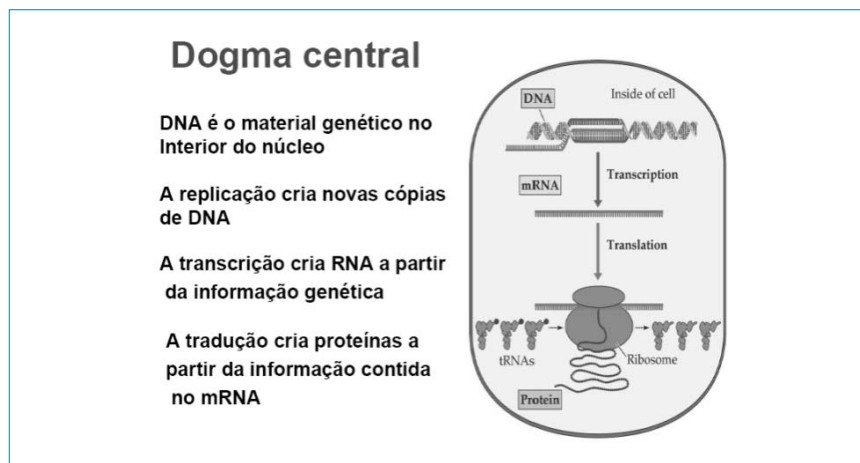 Dogma central
DNA é o material genético no
Interior do núcleo
A replicação cria novas cópias
de DNA
A transcrição cria RNA a partir
da informação genética
A tradução cria proteínas a
partir da informação contida
no mRNA
Inside of cell
DNA
Transcription
mRNA
Translation
tRNAs
Ribosome
Protein